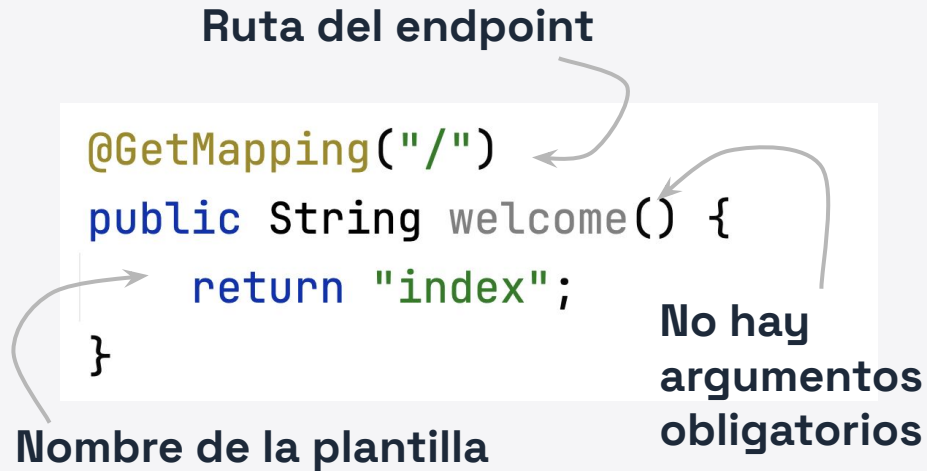 Ruta del endpoint
@GetMapping("/")
public String welcome() {
return "index";
}
No hay
argumentos
obligatorios
Nombre de la plantilla